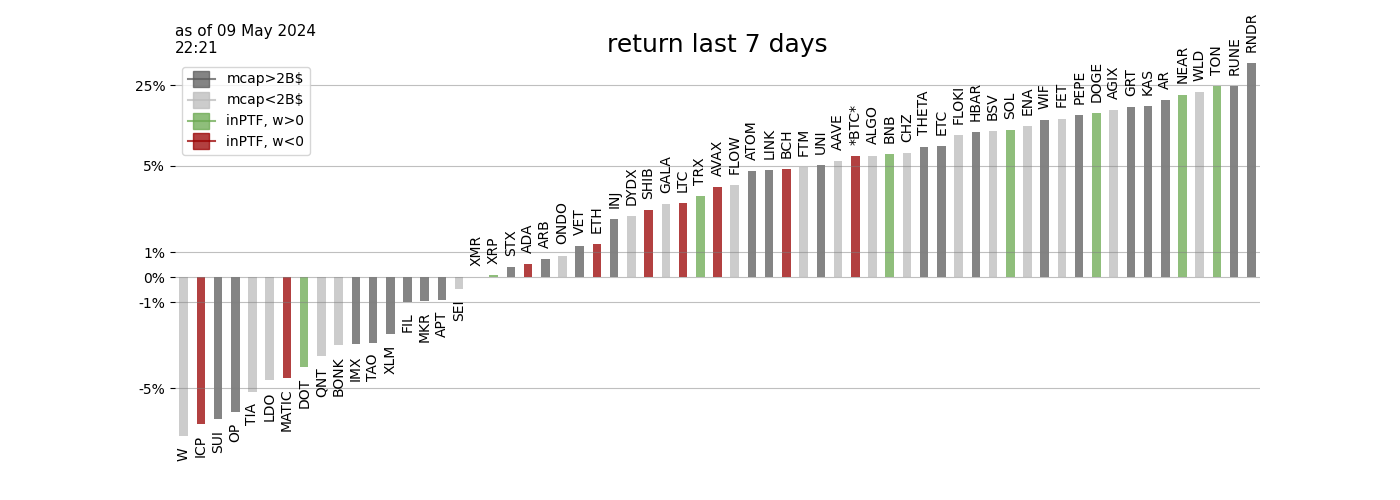 as of 09 May 2024
22:21
return last 7 days
mcap>2B$
mcap<2B$
inPTF, w>0
inPTF, w<0
25%
5%
1%
0%
-1%
-5%
W
ICP
SUI
OP
TIA
LDO
MATIC
DOT
QNT
BONK
IMX
TAO
XLM
FIL
MKR
APT
SEI
XMR
XRP
STX
ADA
ARB
ONDO
VET
ETH
INJ
DYDX
SHIB
GALA
LTC
TRX
AVAX
FLOW
ATOM
LINK
BCH
FTM
UNI
AAVE
*BTC*
ALGO
BNB
CHZ
THETA
ETC
FLOKI
HBAR
BSV
SOL
ENA
WIF
FET
PEPE
DOGE
AGIX
GRT
KAS
AR
NEAR
WLD
TON
RUNE
RNDR